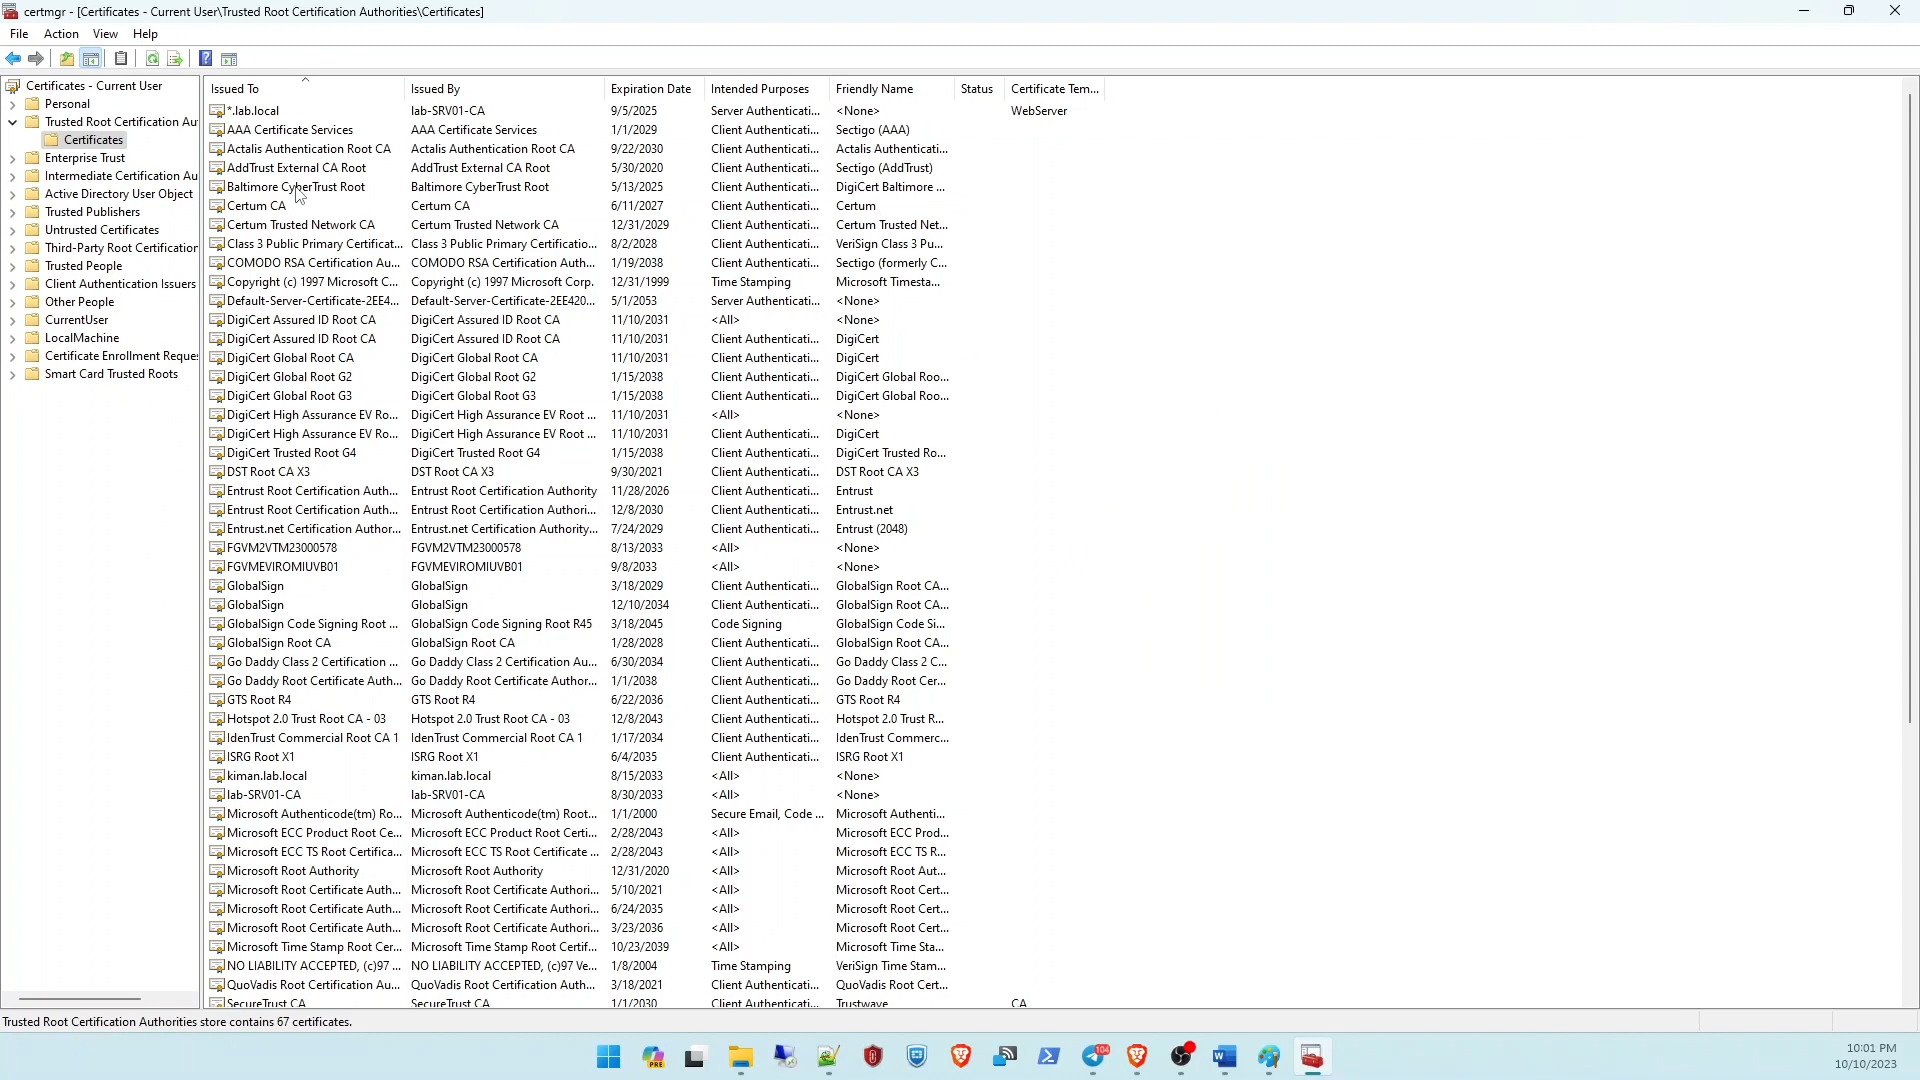 certmgr - [Certificates - Current User\Trusted Root Certification Authorities\Certificates]
File Action View Help
Certificates - Current User
Personal
Trusted Root Certification Au
Certificates
Enterprise Trust
Intermediate Certification Au
Active Directory User Object
Trusted Publishers
Untrusted Certificates
Third-Party Root Certification
Trusted People
Client Authentication Issuers
Other People
CurrentUser
LocalMachine
Certificate Enrollment Reque
Smart Card Trusted Roots
Issued To Issued By Expiration Date Intended Purposes Friendly Name Status Certificate Tem...
*.lab.local lab-SRV01-CA 9/5/2025 Server Authenticati... <None> WebServer
AAA Certificate Services AAA Certificate Services 1/1/2029 Client Authenticati... Sectigo (AAA)
Actalis Authentication Root CA Actalis Authentication Root CA 9/22/2030 Client Authenticati... Actalis Authenticati...
AddTrust External CA Root AddTrust External CA Root 5/30/2020 Client Authenticati... Sectigo (AddTrust)
Baltimore CyberTrust Root Baltimore CyberTrust Root 5/13/2025 Client Authenticati... DigiCert Baltimore ...
Certum CA Certum CA 6/11/2027 Client Authenticati... Certum
Certum Trusted Network CA Certum Trusted Network CA 12/31/2029 Client Authenticati... Certum Trusted Net...
Class 3 Public Primary Certificat... Class 3 Public Primary Certificatio... 8/2/2028 Client Authenticati... VeriSign Class 3 Pu...
COMODO RSA Certification Au... COMODO RSA Certification Auth... 1/19/2038 Client Authenticati... Sectigo (formerly C...
Copyright (c) 1997 Microsoft C... Copyright (c) 1997 Microsoft Corp. 12/31/1999 Time Stamping Microsoft Timesta...
Default-Server-Certificate-2EE4... Default-Server-Certificate-2EE420... 5/1/2053 Server Authenticati... <None>
DigiCert Assured ID Root CA DigiCert Assured ID Root CA 11/10/2031 <All> <None>
DigiCert Assured ID Root CA DigiCert Assured ID Root CA 11/10/2031 Client Authenticati... DigiCert
DigiCert Global Root CA DigiCert Global Root CA 11/10/2031 Client Authenticati... DigiCert
DigiCert Global Root G2 DigiCert Global Root G2 1/15/2038 Client Authenticati... DigiCert Global Roo...
DigiCert Global Root G3 DigiCert Global Root G3 1/15/2038 Client Authenticati... DigiCert Global Roo...
DigiCert High Assurance EV Ro... DigiCert High Assurance EV Root ... 11/10/2031 <All> <None>
DigiCert High Assurance EV Ro... DigiCert High Assurance EV Root ... 11/10/2031 Client Authenticati... DigiCert
DigiCert Trusted Root G4 DigiCert Trusted Root G4 1/15/2038 Client Authenticati... DigiCert Trusted Ro...
DST Root CA X3 DST Root CA X3 9/30/2021 Client Authenticati... DST Root CA X3
Entrust Root Certification Auth... Entrust Root Certification Authority 11/28/2026 Client Authenticati... Entrust
Entrust Root Certification Auth... Entrust Root Certification Authori... 12/8/2030 Client Authenticati... Entrust.net
Entrust.net Certification Author... Entrust.net Certification Authority... 7/24/2029 Client Authenticati... Entrust (2048)
FGVM2VTM23000578 FGVM2VTM23000578 8/13/2033 <All> <None>
FGVMEVIROMIUVB01 FGVMEVIROMIUVB01 9/8/2033 <All> <None>
GlobalSign GlobalSign 3/18/2029 Client Authenticati... GlobalSign Root CA...
GlobalSign GlobalSign 12/10/2034 Client Authenticati... GlobalSign Root CA...
GlobalSign Code Signing Root ... GlobalSign Code Signing Root R45 3/18/2045 Code Signing GlobalSign Code Si...
GlobalSign Root CA GlobalSign Root CA 1/28/2028 Client Authenticati... GlobalSign Root CA...
Go Daddy Class 2 Certification ... Go Daddy Class 2 Certification Au... 6/30/2034 Client Authenticati... Go Daddy Class 2 C...
Go Daddy Root Certificate Auth... Go Daddy Root Certificate Author... 1/1/2038 Client Authenticati... Go Daddy Root Cer...
GTS Root R4 GTS Root R4 6/22/2036 Client Authenticati... GTS Root R4
Hotspot 2.0 Trust Root CA - 03 Hotspot 2.0 Trust Root CA - 03 12/8/2043 Client Authenticati... Hotspot 2.0 Trust R...
IdenTrust Commercial Root CA 1 IdenTrust Commercial Root CA 1 1/17/2034 Client Authenticati... IdenTrust Commerc...
ISRG Root X1 ISRG Root X1 6/4/2035 Client Authenticati... ISRG Root X1
kiman.lab.local kiman.lab.local 8/15/2033 <All> <None>
lab-SRV01-CA lab-SRV01-CA 8/30/2033 <All> <None>
Microsoft Authenticode(tm) Ro... Microsoft Authenticode(tm) Root... 1/1/2000 Secure Email, Code ... Microsoft Authenti...
Microsoft ECC Product Root Ce... Microsoft ECC Product Root Certi... 2/28/2043 <All> Microsoft ECC Prod...
Microsoft ECC TS Root Certifica... Microsoft ECC TS Root Certificate ... 2/28/2043 <All> Microsoft ECC TS R...
Microsoft Root Authority Microsoft Root Authority 12/31/2020 <All> Microsoft Root Aut...
Microsoft Root Certificate Auth... Microsoft Root Certificate Authori... 5/10/2021 <All> Microsoft Root Cert...
Microsoft Root Certificate Auth... Microsoft Root Certificate Authori... 6/24/2035 <All> Microsoft Root Cert...
Microsoft Root Certificate Auth... Microsoft Root Certificate Authori... 3/23/2036 <All> Microsoft Root Cert...
Microsoft Time Stamp Root Cer... Microsoft Time Stamp Root Certif... 10/23/2039 <All> Microsoft Time Sta...
NO LIABILITY ACCEPTED, (c)97 ... NO LIABILITY ACCEPTED, (c)97 Ve... 1/8/2004 Time Stamping VeriSign Time Stam...
QuoVadis Root Certification Au... QuoVadis Root Certification Auth... 3/18/2021 Client Authenticati... QuoVadis Root Cert...
SecureTrust CA SecureTrust CA 1/1/2030 Client Authenticati... Trustwave CA
Trusted Root Certification Authorities store contains 67 certificates.
PRE
104
10:01 PM
10/10/2023